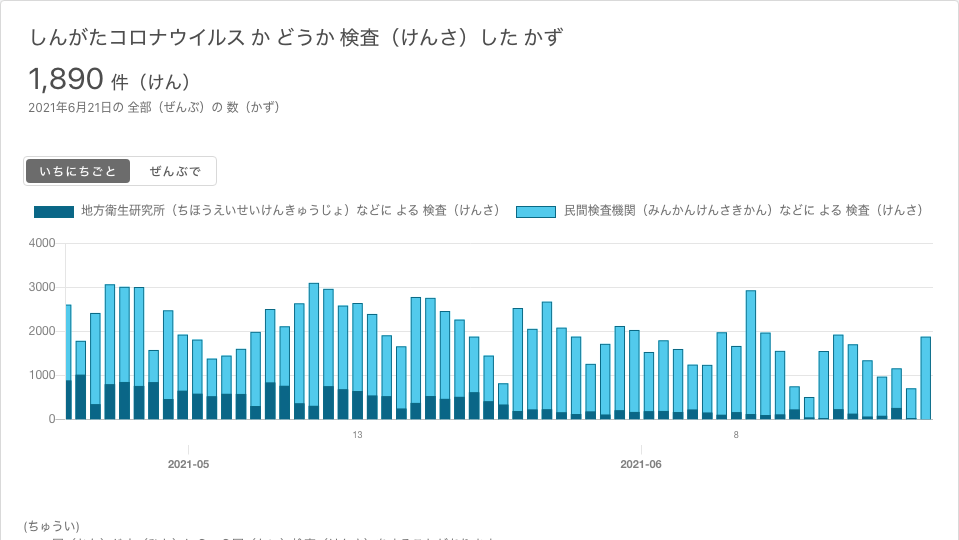 しんがたコロナウイルス か どうか 検査（けんさ）した かず
1,890 件（けん）
2021年6月21日の 全部（ぜんぶ）の 数（かず）
いちにちごと ぜんぶで
地方衛生研究所（ちほうえいせいけんきゅうじょ）などに よる 検査（けんさ） 民間検査機関（みんかんけんさきかん）などに よる 検査（けんさ）
4000
3000
2000
1000
0
13 8
2021-05 2021-06
(ちゅうい)